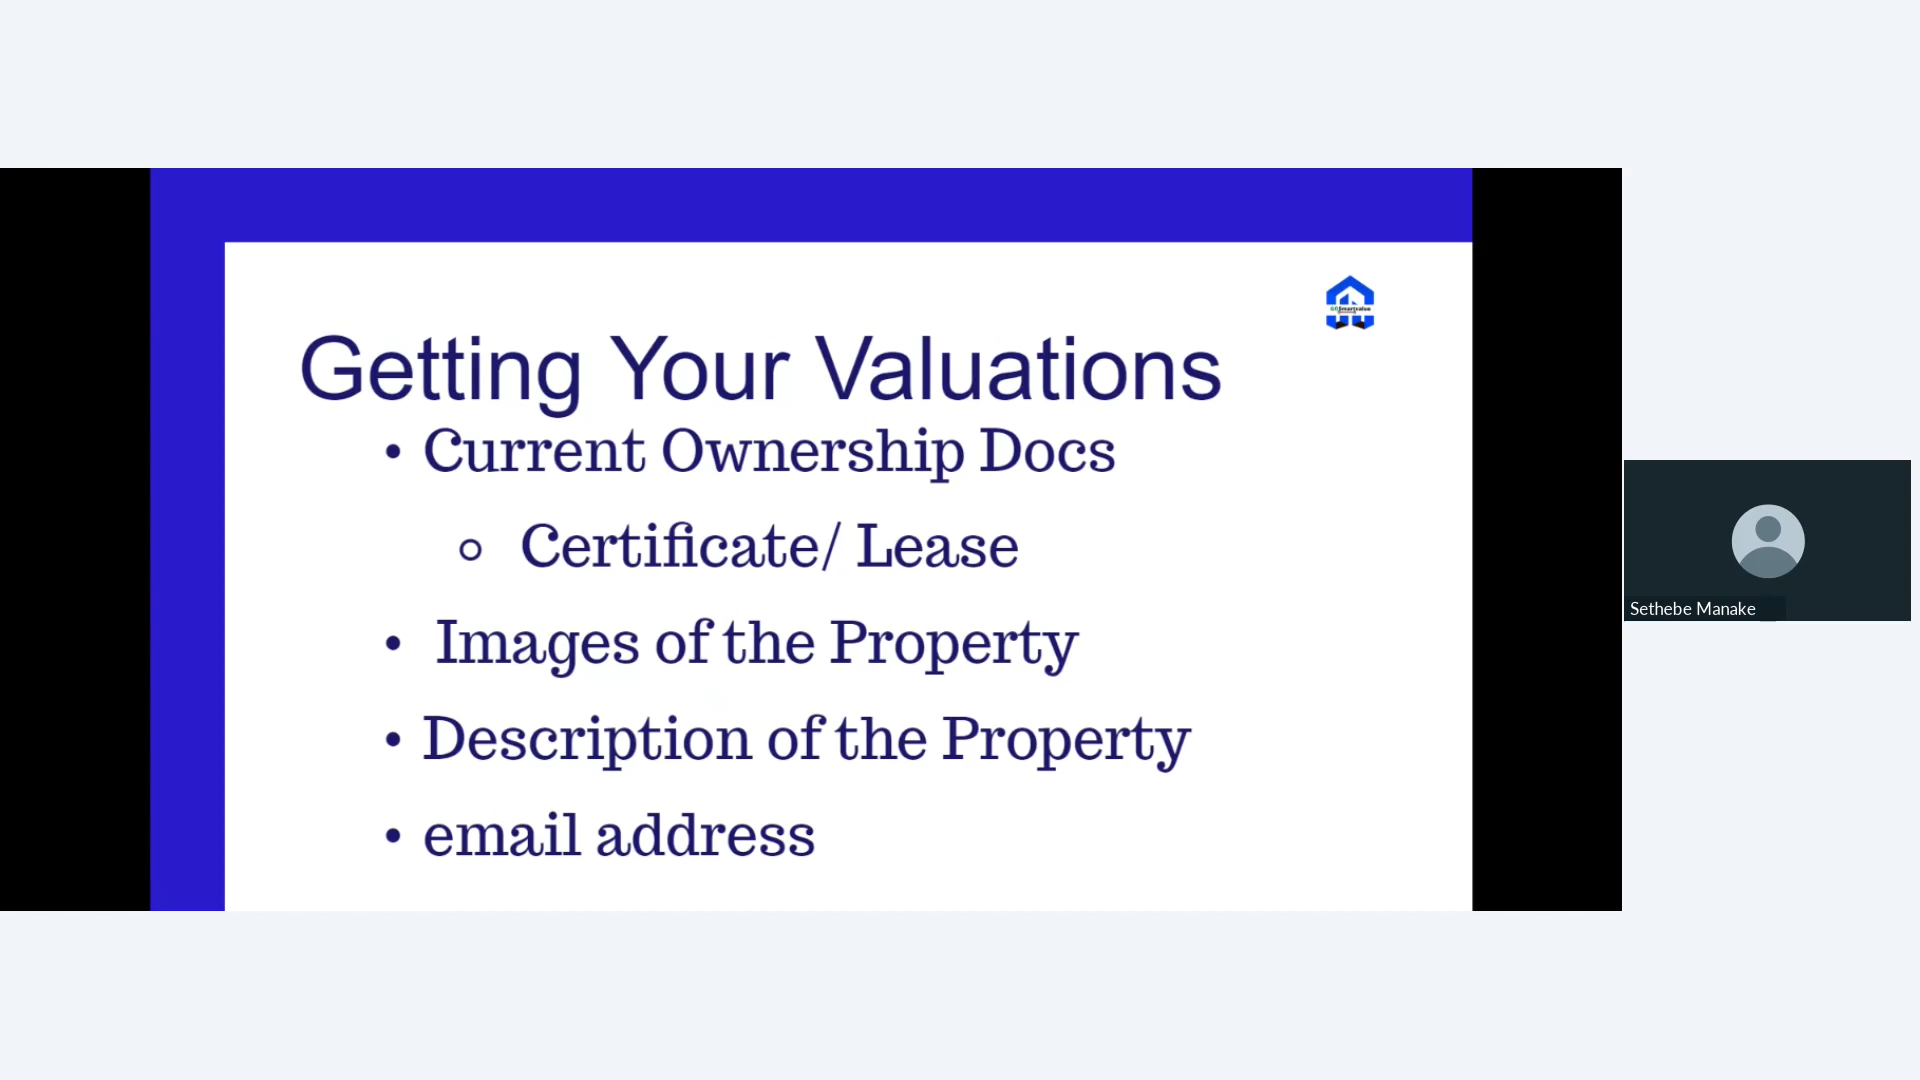 Getting Your Valuations
• Current Ownership Docs
○ Certificate/ Lease
• Images of the Property
• Description of the Property
• email address
Sethebe Manake